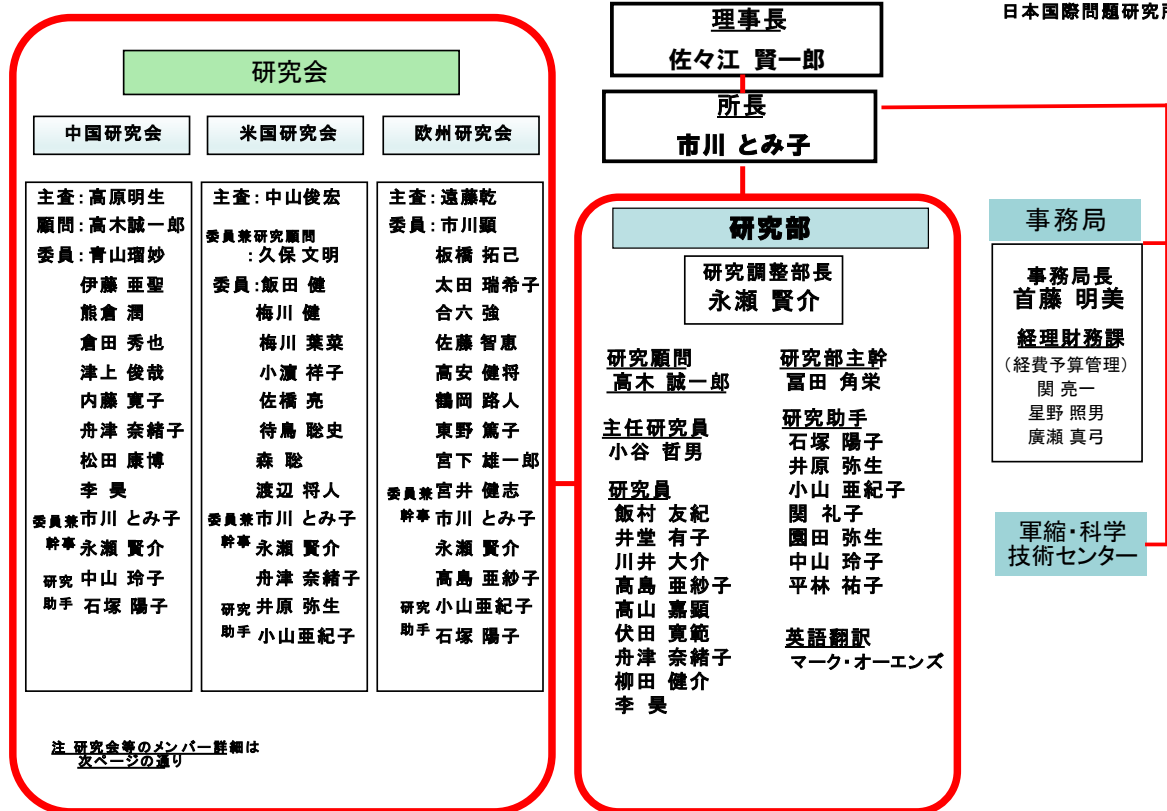 日本国際問題研究所
理事長
佐々江 賢一郎
所長
市川 とみ子
研究会
中国研究会
主査:高原明生
顧問:高木誠一郎
委員:青山瑠妙
伊藤 亜聖
熊倉 潤
倉田 秀也
津上 俊哉
内藤 寛子
舟津 奈緒子
松田 康博
李 昊
委員兼 市川 とみ子
幹事 永瀬 賢介
研究 中山 玲子
助手 石塚 陽子
米国研究会
主査:中山俊宏
委員兼研究顧問
:久保 文明
委員:飯田 健
梅川 健
梅川 葉菜
小濵 祥子
佐橋 亮
待鳥 聡史
森 聡
渡辺 将人
委員兼 市川 とみ子
幹事 永瀬 賢介
舟津 奈緒子
研究 井原 弥生
助手 小山亜紀子
欧州研究会
主査:遠藤乾
委員:市川顕
板橋 拓己
太田 瑞希子
合六 強
佐藤 智恵
高安 健将
鶴岡 路人
東野 篤子
宮下 雄一郎
委員兼 宮井 健志
幹事 市川 とみ子
永瀬 賢介
高島 亜紗子
研究 小山亜紀子
助手 石塚 陽子
注 研究会等のメンバー詳細は
次ページの通り
研究部
研究調整部長
永瀬 賢介
研究顧問
高木 誠一郎
主任研究員
小谷 哲男
研究員
飯村 友紀
井堂 有子
川井 大介
高島 亜紗子
高山 嘉顕
伏田 寛範
舟津 奈緒子
柳田 健介
李 昊
研究部主幹
冨田 角栄
研究助手
石塚 陽子
井原 弥生
小山 亜紀子
関 礼子
園田 弥生
中山 玲子
平林 祐子
英語翻訳
マーク・オーエンズ
事務局
事務局長
首藤 明美
経理財務課
(経費予算管理)
関 亮一
星野 照男
廣瀬 真弓
軍縮・科学
技術センター